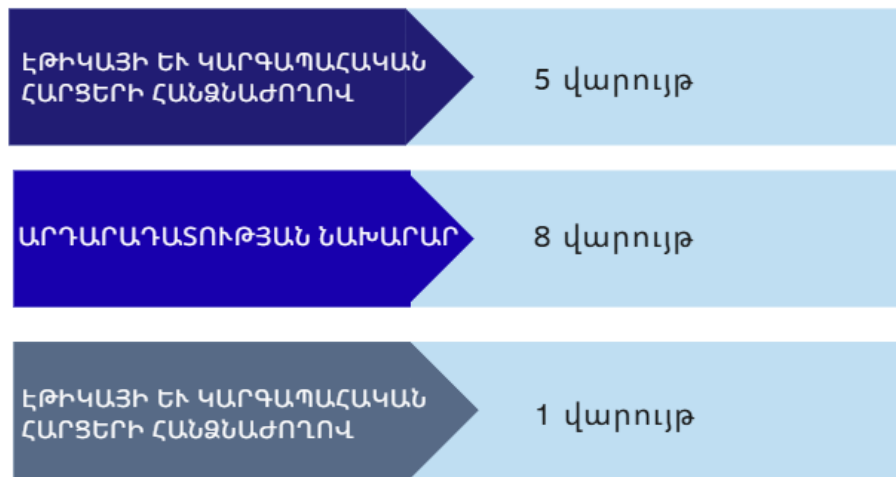 ԷԹԻԿԱՅԻ ԵՒ ԿԱՐԳԱՊԱՀԱԿԱՆ
ՀԱՐՑԵՐԻ ՀԱՆՁՆԱԺՈՂՈՎ
5 վարույթ
ԱՐԴԱՐԱԴԱՏՈՒԹՅԱՆ ՆԱԽԱՐԱՐ
8 վարույթ
ԷԹԻԿԱՅԻ ԵՒ ԿԱՐԳԱՊԱՀԱԿԱՆ
ՀԱՐՑԵՐԻ ՀԱՆՁՆԱԺՈՂՈՎ
1 վարույթ